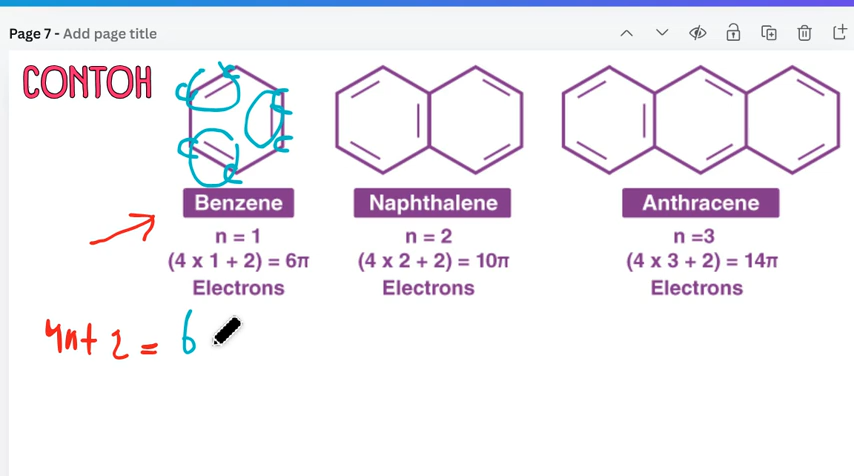 Page 7 - Add page title
CONTOH
C C C C C C
Benzene
n = 1
(4 x 1 + 2) = 6π
Electrons
Naphthalene
n = 2
(4 x 2 + 2) = 10π
Electrons
Anthracene
n =3
(4 x 3 + 2) = 14π
Electrons
4n+ 2 = 6